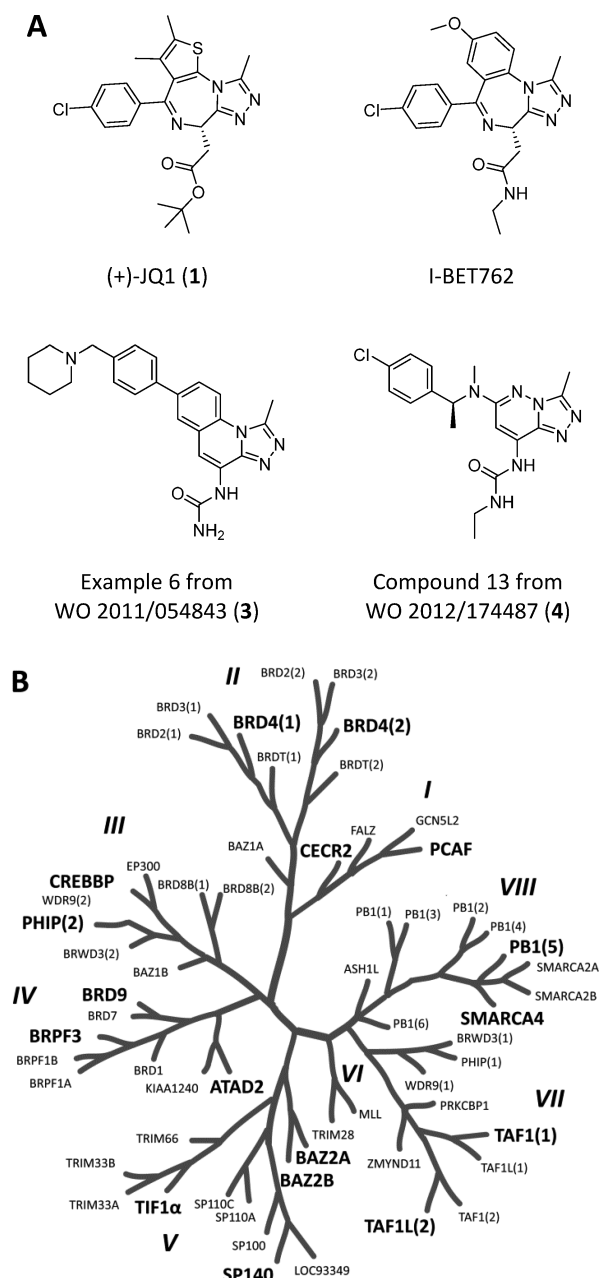 A
S
N
N
N
N
Cl
O
O
(+)-JQ1 (1)
O
N
N
N
N
Cl
O
NH
I-BET762
N
N
N
N
NH
O
NH2
Example 6 from
WO 2011/054843 (3)
Cl
N
N
N
N
N
NH
O
NH
Compound 13 from
WO 2012/174487 (4)
B
II
BRD2(2)
BRD3(2)
BRD3(1)
BRD4(1)
BRD4(2)
BRD2(1)
BRDT(1)
BRDT(2)
I
III
GCN5L2
FALZ
BAZ1A
CECR2
PCAF
EP300
CREBBP
BRD8B(1)
BRD8B(2)
WDR9(2)
PHIP(2)
BRWD3(2)
BAZ1B
VIII
PB1(1)
PB1(3)
PB1(2)
PB1(4)
PB1(5)
SMARCA2A
ASH1L
SMARCA2B
SMARCA4
PB1(6)
IV
BRD9
BRD7
BRPF3
BRPF1B
BRPF1A
BRD1
KIAA1240
ATAD2
BRWD3(1)
PHIP(1)
WDR9(1)
VI
MLL
TRIM28
VII
PRKCBP1
TAF1(1)
TAF1L(1)
ZMYND11
TAF1L(2)
TAF1(2)
TRIM66
BAZ2A
BAZ2B
TRIM33B
TRIM33A
TIF1α
SP110C
SP110A
V
SP100
SP140
LOC93349